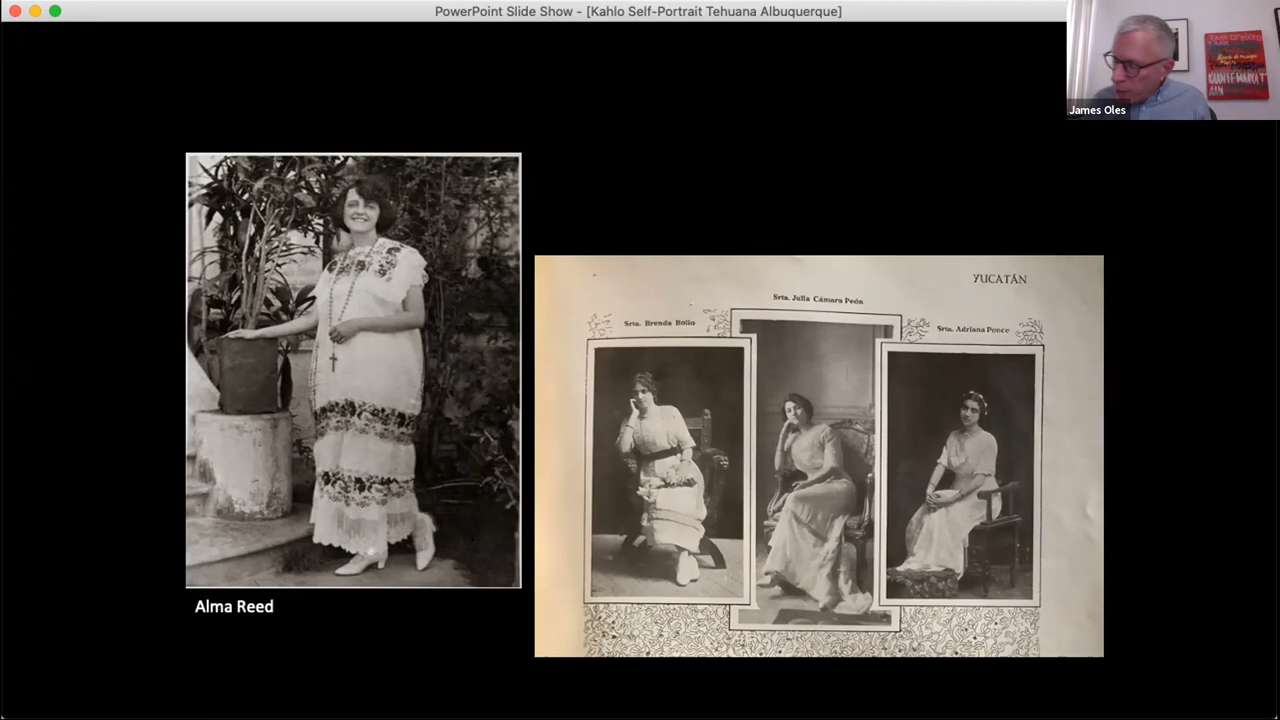 PowerPoint Slide Show - [Kahlo Self-Portrait Tehuana Albuquerque]
James Oles
YUCATÁN
Srta. Julia Cámara Peón
Srta. Brenda Bolio
Srta. Adriana Ponce
Alma Reed